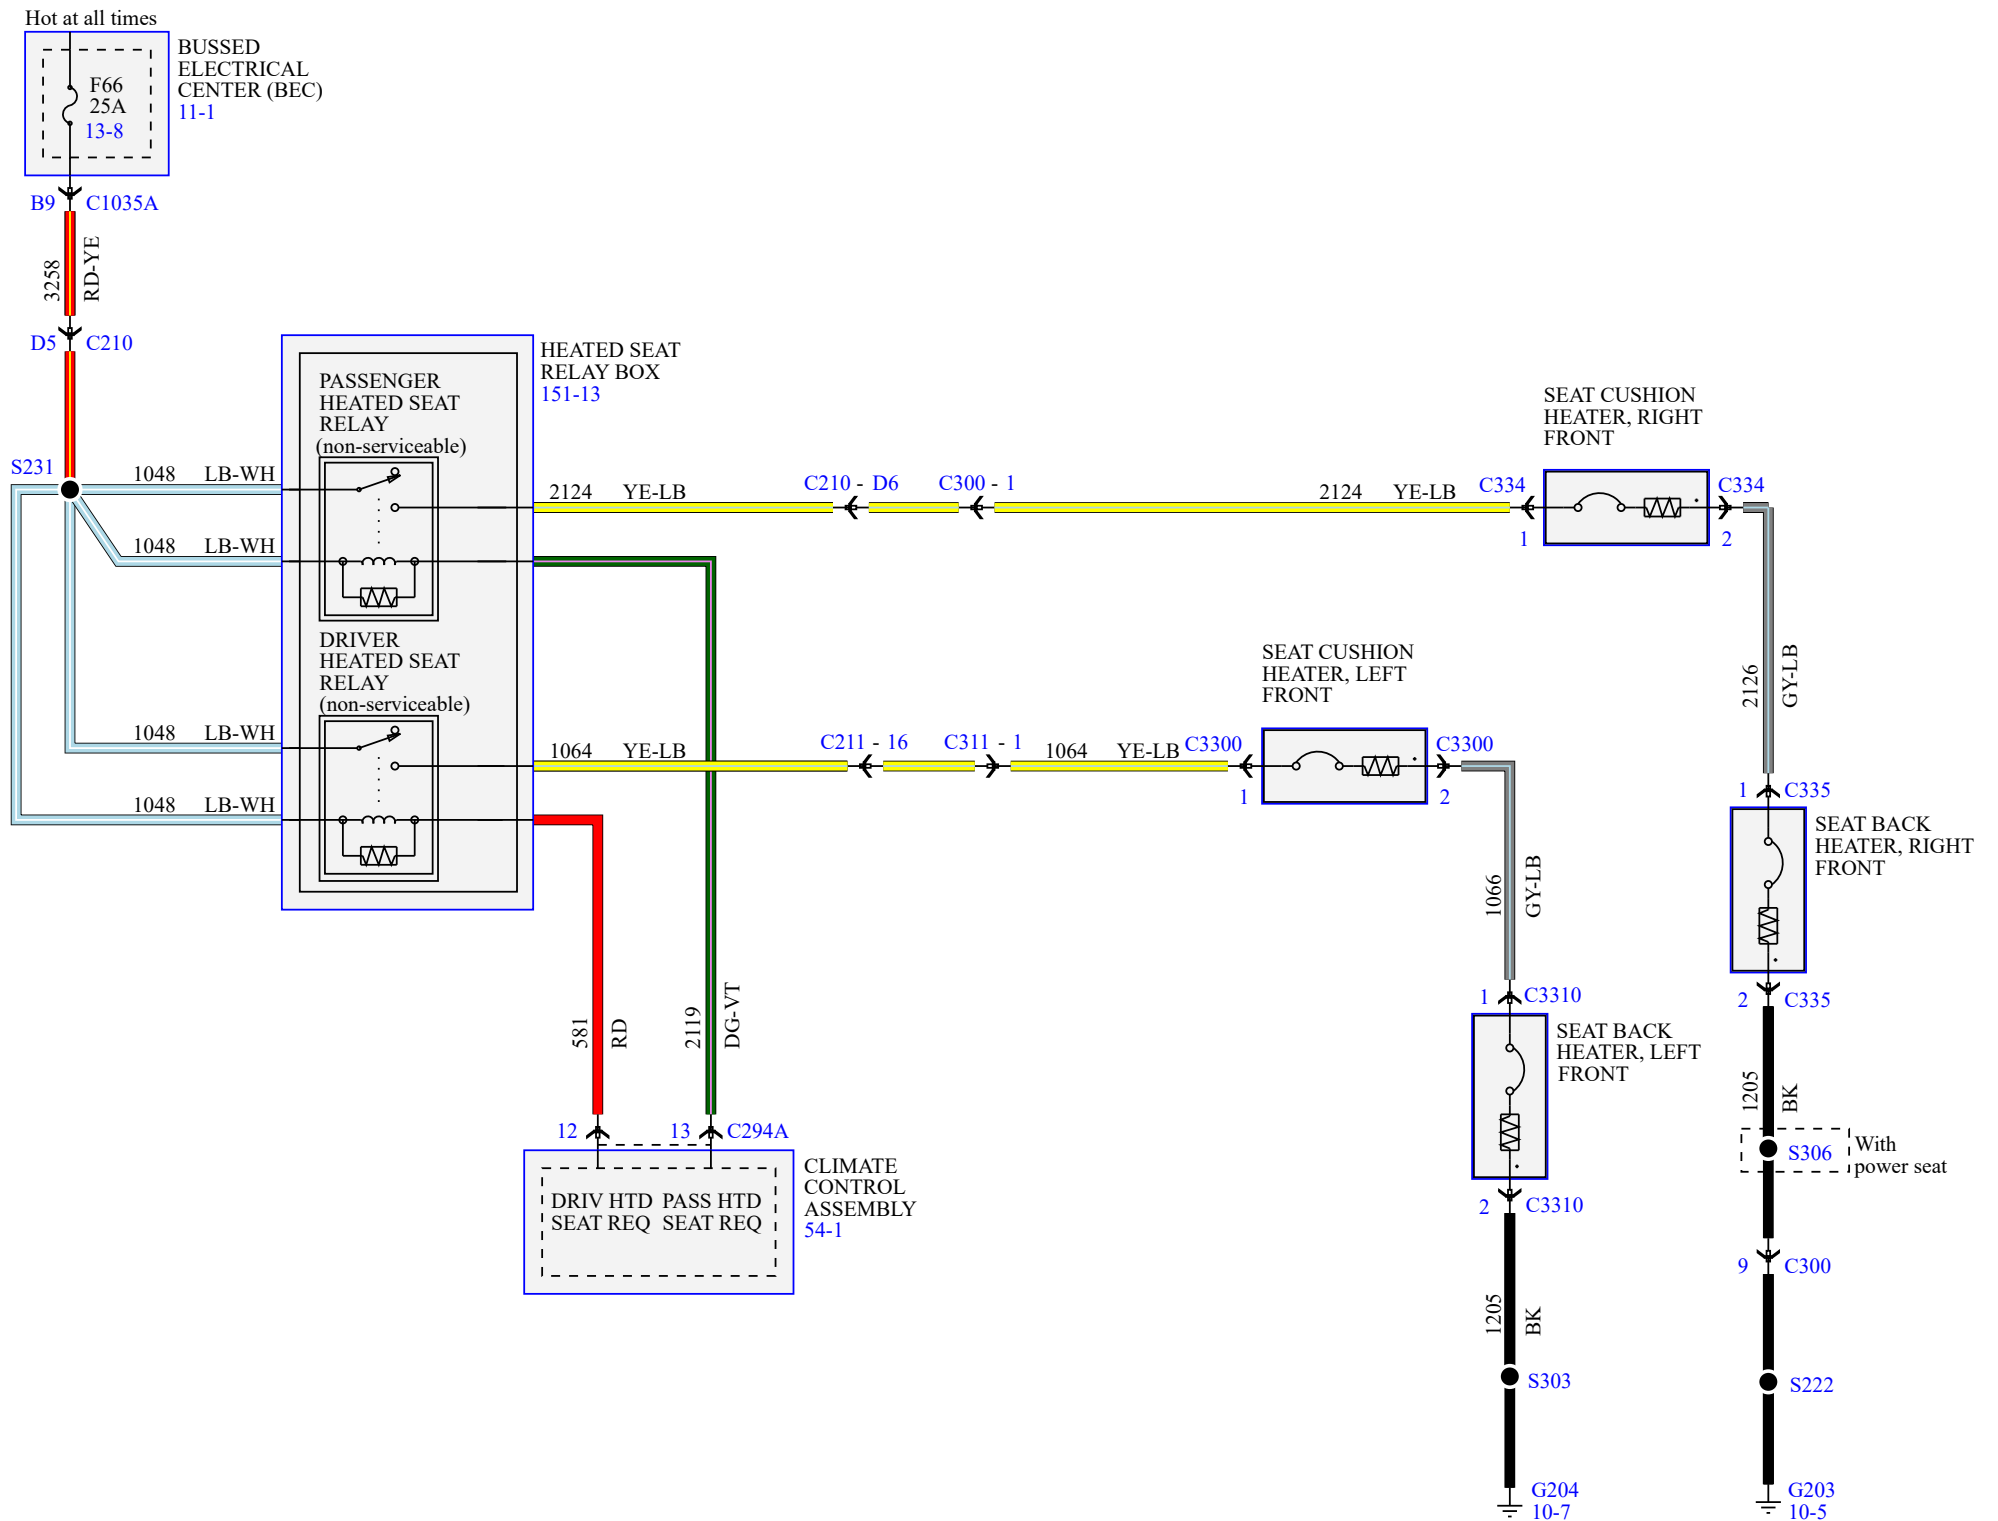 Hot at all times
BUSSED
ELECTRICAL
CENTER (BEC)
11-1
F66
25A
13-8
B9 C1035A
3258 RD-YE
D5 C210
S231
1048 LB-WH
1048 LB-WH
1048 LB-WH
1048 LB-WH
HEATED SEAT
RELAY BOX
151-13
PASSENGER
HEATED SEAT
RELAY
(non-serviceable)
DRIVER
HEATED SEAT
RELAY
(non-serviceable)
2124 YE-LB
C210 - D6
C300 - 1
2124 YE-LB
C334
1
SEAT CUSHION
HEATER, RIGHT
FRONT
C334
2
2126 GY-LB
1064 YE-LB
C211 - 16
C311 - 1
1064 YE-LB
C3300
1
SEAT CUSHION
HEATER, LEFT
FRONT
C3300
2
1066 GY-LB
1 C335
SEAT BACK
HEATER, RIGHT
FRONT
2 C335
1205 BK
S306
With
power seat
9 C300
S222
G203
10-5
1 C3310
SEAT BACK
HEATER, LEFT
FRONT
2 C3310
1205 BK
S303
G204
10-7
581 RD
2119 DG-VT
12
13 C294A
CLIMATE
CONTROL
ASSEMBLY
54-1
DRIV HTD
SEAT REQ
PASS HTD
SEAT REQ